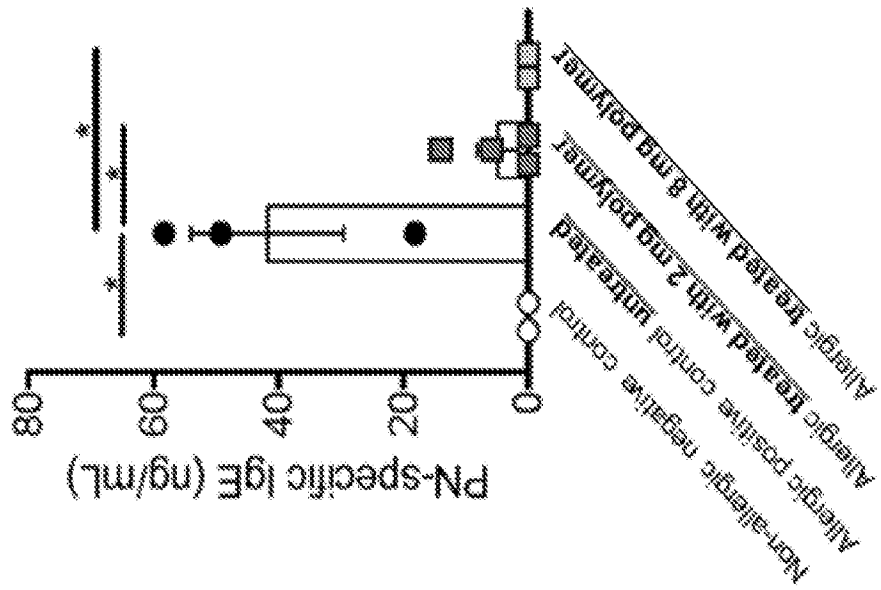 PN-specific IgE (ng/mL)
80
60
40
20
0
*
*
*
Non-allergic negative control
Allergic positive control untreated
Allergic treated with 2 mg polymer
Allergic treated with 8 mg polymer